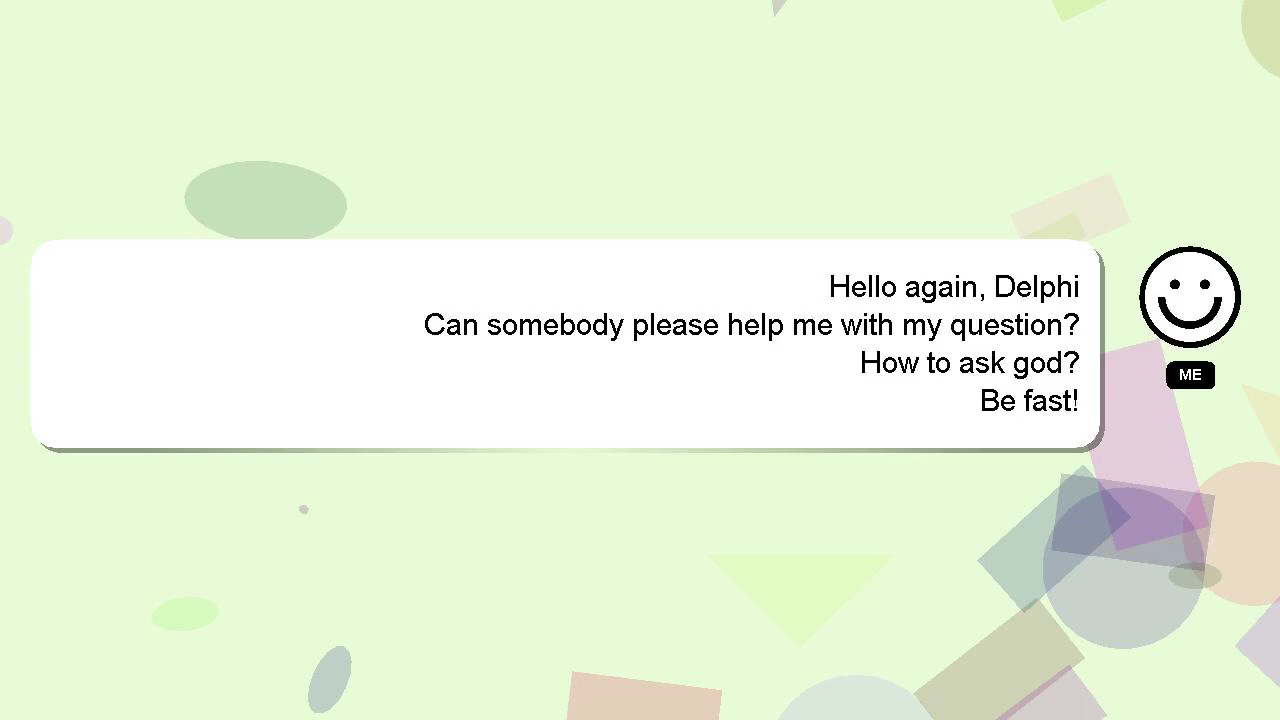 Hello again, Delphi
Can somebody please help me with my question?
How to ask god?
Be fast!
ME